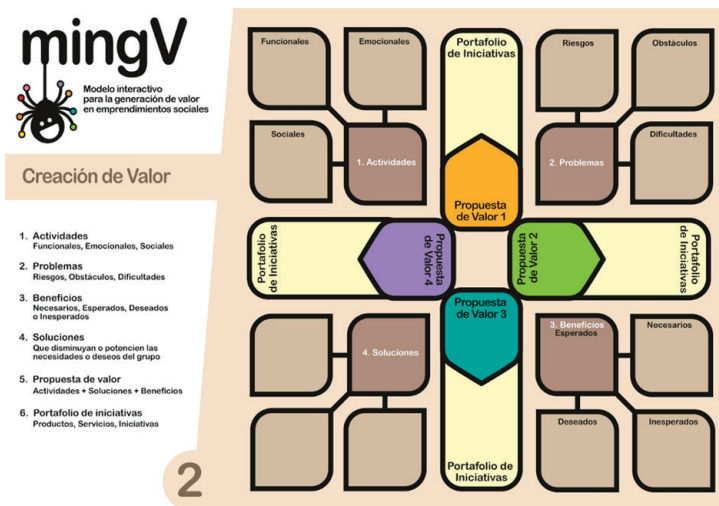 mingV
Modelo interactivo
para la generación de valor
en emprendimientos sociales
Creación de Valor
1. Actividades
Funcionales, Emocionales, Sociales
2. Problemas
Riesgos, Obstáculos, Dificultades
3. Beneficios
Necesarios, Esperados, Deseados
o Inesperados
4. Soluciones
Que disminuyan o potencien las
necesidades o deseos del grupo
5. Propuesta de valor
Actividades + Soluciones + Beneficios
6. Portafolio de iniciativas
Productos, Servicios, Iniciativas
2
Funcionales
Emocionales
Sociales
1. Actividades
Portafolio
de Iniciativas
Propuesta
de Valor 1
Riesgos
Obstáculos
2. Problemas
Dificultades
Portafolio
de Iniciativas
Propuesta
de Valor 4
Propuesta
de Valor 2
Portafolio
de Iniciativas
Propuesta
de Valor 3
Portafolio de
Iniciativas
4. Soluciones
3. Beneficios
Esperados
Necesarios
Deseados
Inesperados